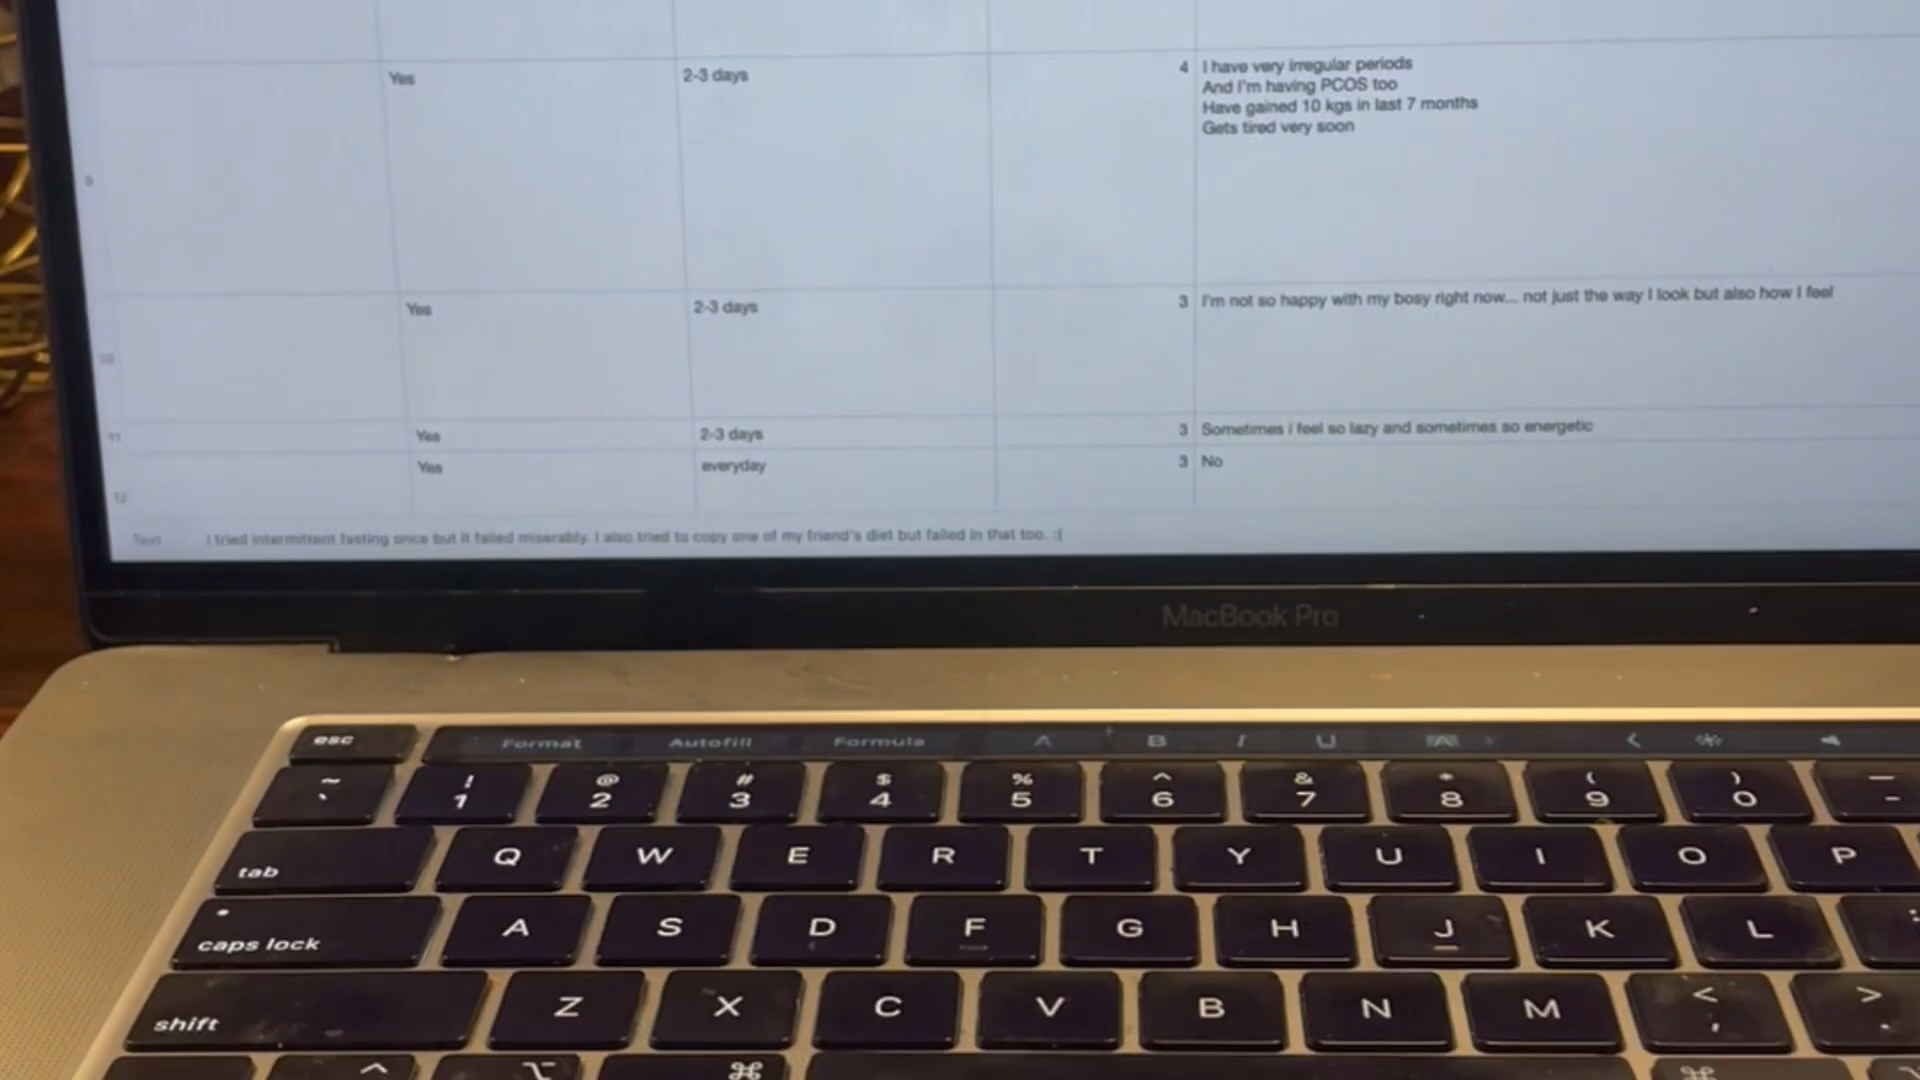 Yes
2-3 days
4
I have very irregular periods
And I'm having PCOS too
Have gained 10 kgs in last 7 months
Gets tired very soon
9
Yes
2-3 days
3
I'm not so happy with my bosy right now... not just the way I look but also how I feel
10
11
Yes
2-3 days
3
Sometimes i feel so lazy and sometimes so energetic
Yes
everyday
3
No
12
Text
I tried intermittent fasting once but it failed miserably. I also tried to copy one of my friend's diet but failed in that too. :(
MacBook Pro
esc
Format
Autofill
Formula
A
B
I
U
~ `
! 1
@ 2
# 3
$ 4
% 5
^ 6
& 7
* 8
( 9
) 0
— -
tab
Q
W
E
R
T
Y
U
I
O
P
caps lock
A
S
D
F
G
H
J
K
L
shift
Z
X
C
V
B
N
M
< ,
> .
^
⌥
⌘
⌘